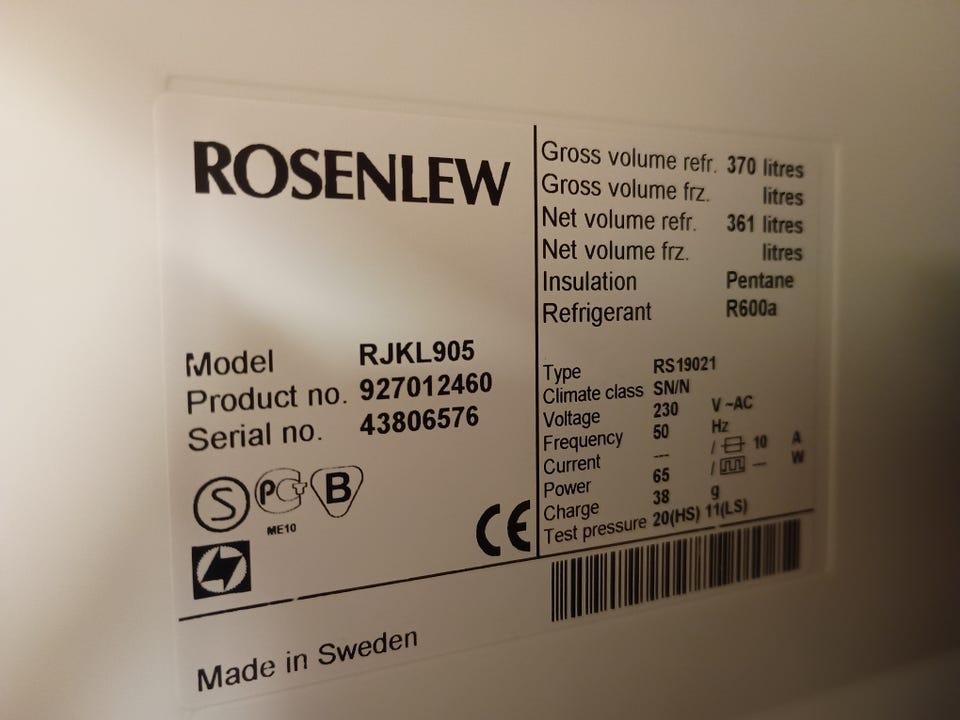 ROSENLEW
Model RJKL905
Product no. 927012460
Serial no. 43806576
S
PCT
B
ME10
CE
Gross volume refr. 370 litres
Gross volume frz. litres
Net volume refr. 361 litres
Net volume frz. litres
Insulation Pentane
Refrigerant R600a
Type RS19021
Climate class SN/N
Voltage 230 V ~AC
Frequency 50 Hz
Current --- / 10 A
Power 65 / — W
Charge 38 g
Test pressure 20(HS) 11(LS)
Made in Sweden